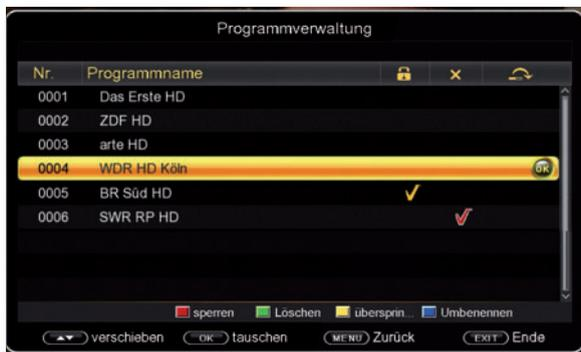 Programmverwaltung
Nr. Programmname
0001 Das Erste HD
0002 ZDF HD
0003 arte HD
0004 WDR HD Köln OK
0005 BR Süd HD
0006 SWR RP HD
sperren Löschen übersprin... Umbenennen
verschieben OK tauschen MENU Zurück EXIT Ende